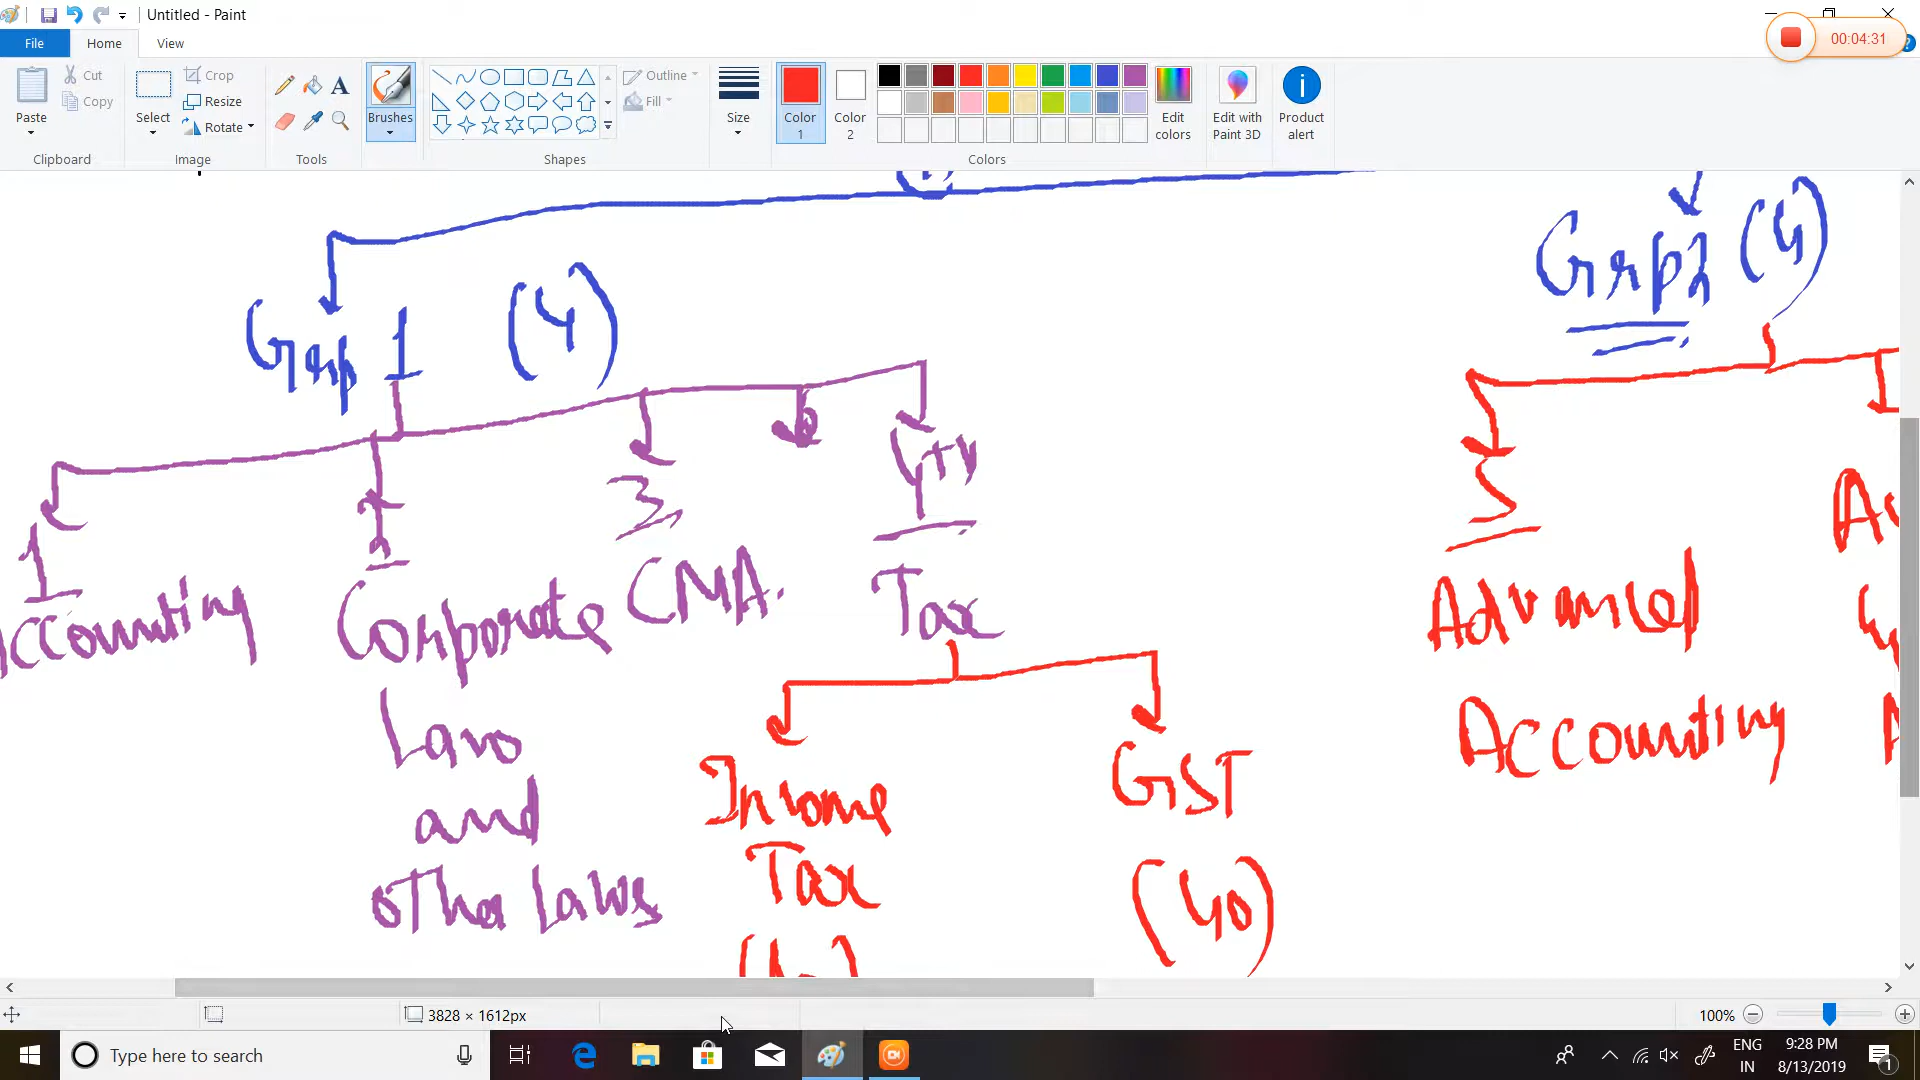 Untitled - Paint
00:04:31
File
Home
View
Cut
Copy
Paste
Clipboard
Crop
Resize
Rotate
Select
Image
Tools
Brushes
Outline
Fill
Shapes
Size
Color
1
Color
2
Edit
colors
Colors
Edit with
Paint 3D
Product
alert
Grp 1 (4)
Grp2 (4)
1
Accounting
2
Corporate
Law
and
other Laws
3
CMA.
Tax
Income
Tax
GST
(40)
5
Advanced
Accounting
3828 × 1612px
100%
Type here to search
ENG
IN
9:28 PM
8/13/2019
1